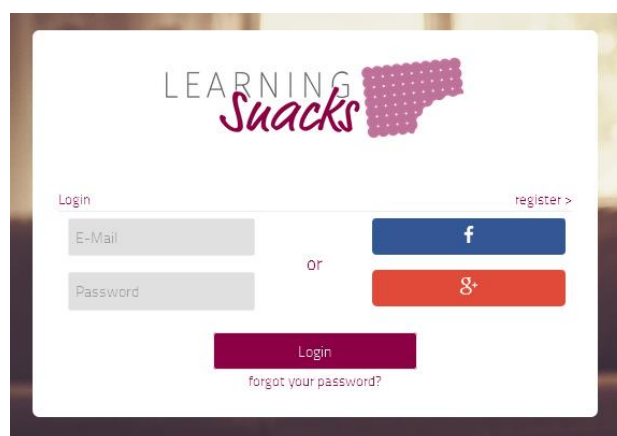 LEARNING
Snacks
Login
register >
E-Mail
f
or
Password
g+
Login
forgot your password?